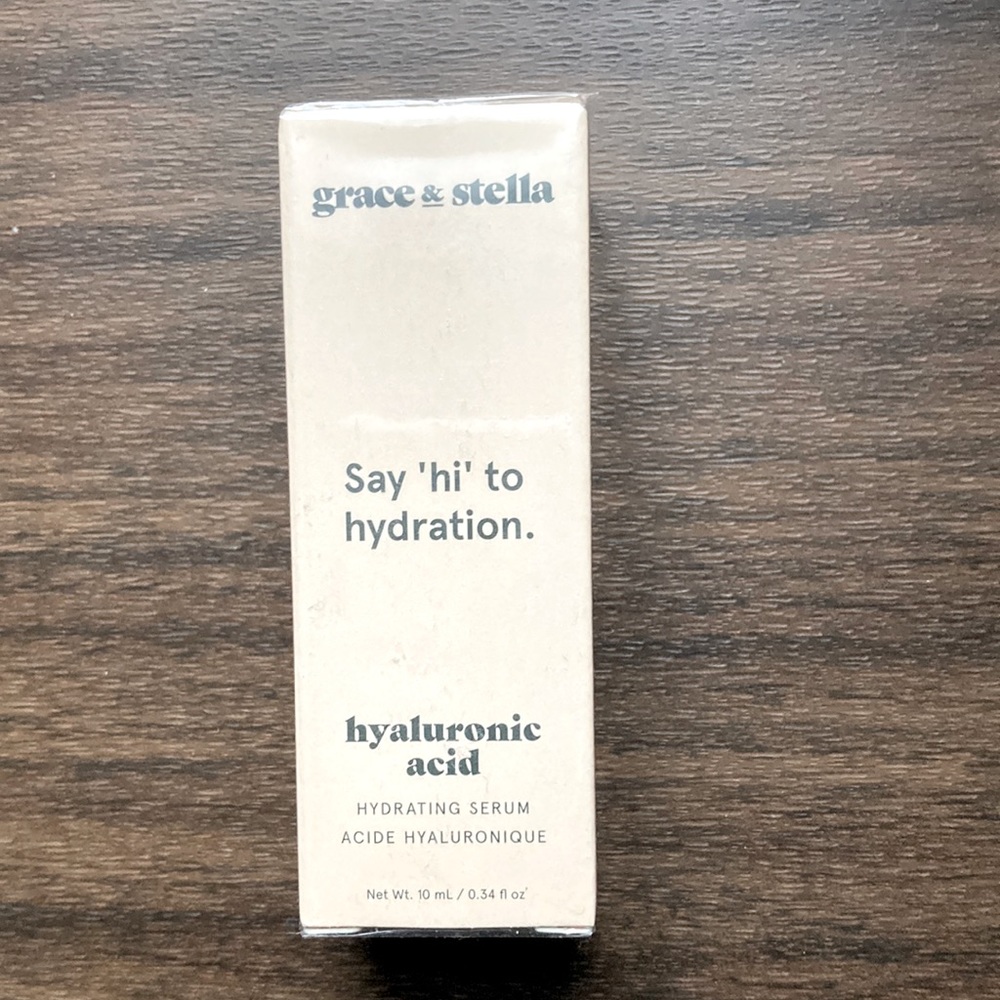 grace & stella
Say 'hi' to
hydration.
hyaluronic
acid
HYDRATING SERUM
ACIDE HYALURONIQUE
Net Wt. 10 mL / 0.34 fl oz